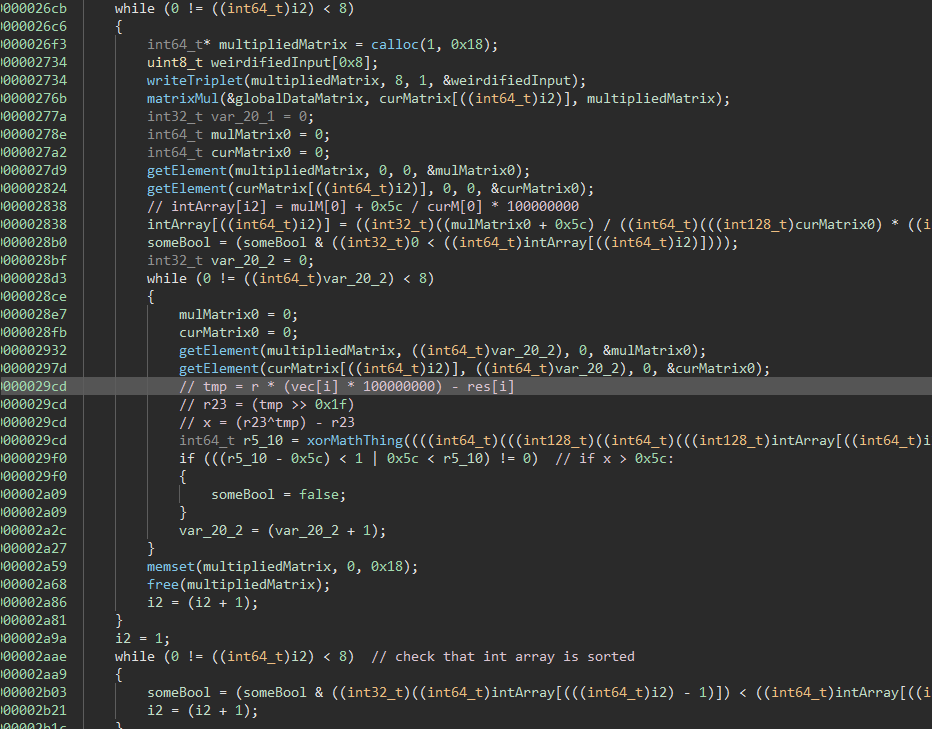 000026cb while (0 != ((int64_t)i2) < 8)
000026c6 {
000026f3 int64_t* multipliedMatrix = calloc(1, 0x18);
00002734 uint8_t weirdifiedInput[0x8];
00002734 writeTriplet(multipliedMatrix, 8, 1, &weirdifiedInput);
0000276b matrixMul(&globalDataMatrix, curMatrix[((int64_t)i2)], multipliedMatrix);
0000277a int32_t var_20_1 = 0;
0000278e int64_t mulMatrix0 = 0;
000027a2 int64_t curMatrix0 = 0;
000027d9 getElement(multipliedMatrix, 0, 0, &mulMatrix0);
00002824 getElement(curMatrix[((int64_t)i2)], 0, 0, &curMatrix0);
00002838 // intArray[i2] = mulM[0] + 0x5c / curM[0] * 100000000
00002838 intArray[((int64_t)i2)] = ((int32_t)((mulMatrix0 + 0x5c) / ((int64_t)(((int128_t)curMatrix0) * ((i
000028b0 someBool = (someBool & ((int32_t)0 < ((int64_t)intArray[((int64_t)i2)])));
000028bf int32_t var_20_2 = 0;
000028d3 while (0 != ((int64_t)var_20_2) < 8)
000028ce {
000028e7 mulMatrix0 = 0;
000028fb curMatrix0 = 0;
00002932 getElement(multipliedMatrix, ((int64_t)var_20_2), 0, &mulMatrix0);
0000297d getElement(curMatrix[((int64_t)i2)], ((int64_t)var_20_2), 0, &curMatrix0);
000029cd // tmp = r * (vec[i] * 100000000) - res[i]
000029cd // r23 = (tmp >> 0x1f)
000029cd // x = (r23^tmp) - r23
000029cd int64_t r5_10 = xorMathThing((((int64_t)(((int128_t)((int64_t)(((int128_t)intArray[((int64_t)i
000029f0 if (((r5_10 - 0x5c) < 1 | 0x5c < r5_10) != 0) // if x > 0x5c:
000029f0 {
00002a09 someBool = false;
00002a09 }
00002a2c var_20_2 = (var_20_2 + 1);
00002a27 }
00002a59 memset(multipliedMatrix, 0, 0x18);
00002a68 free(multipliedMatrix);
00002a86 i2 = (i2 + 1);
00002a81 }
00002a9a i2 = 1;
00002aae while (0 != ((int64_t)i2) < 8) // check that int array is sorted
00002aa9 {
00002b03 someBool = (someBool & ((int32_t)((int64_t)intArray[(((int64_t)i2) - 1)]) < ((int64_t)intArray[((i
00002b21 i2 = (i2 + 1);
00002b1c }